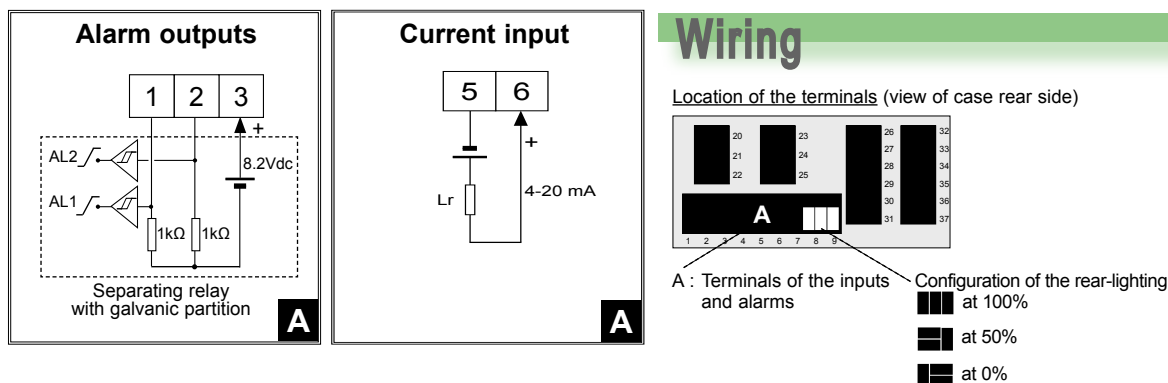 Alarm outputs
1 2 3
+
AL2
8.2Vdc
AL1
1kΩ 1kΩ
Separating relay
with galvanic partition
A
Current input
5 6
+
Lr
4-20 mA
A
Wiring
Location of the terminals (view of case rear side)
20 23 26 32
21 24 27 33
22 25 28 34
29 35
30 36
31 37
A
1 2 3 4 5 6 7 8 9
A : Terminals of the inputs
and alarms
Configuration of the rear-lighting
at 100%
at 50%
at 0%